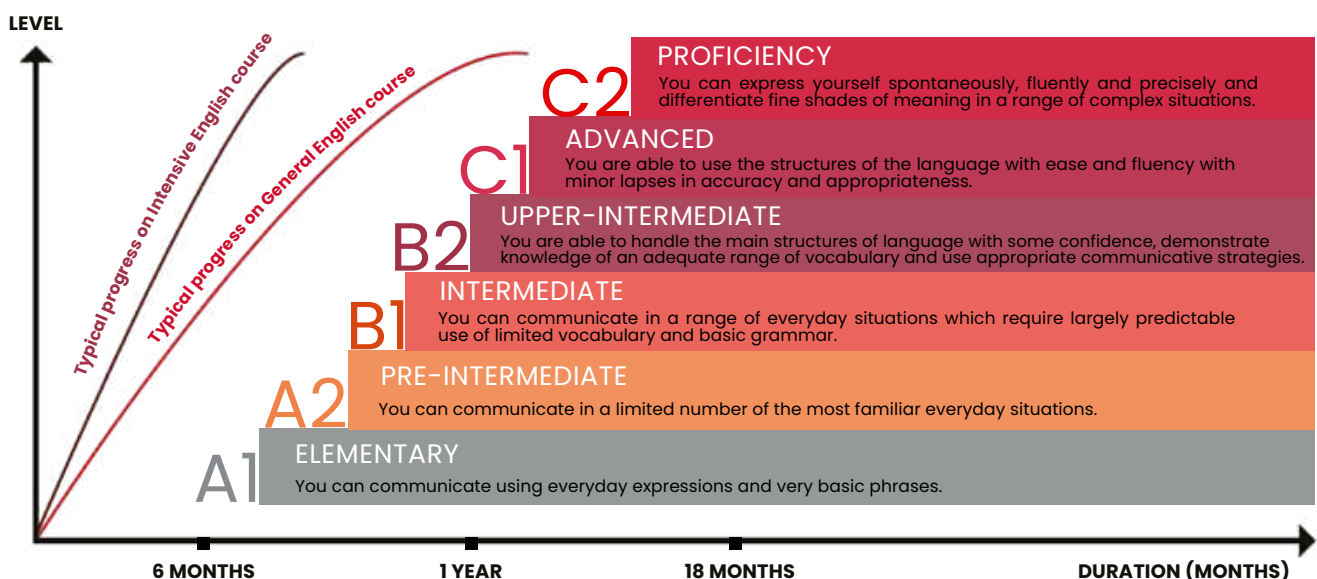 LEVEL
Typical progress on Intensive English course
Typical progress on General English course
C2
PROFICIENCY
You can express yourself spontaneously, fluently and precisely and
differentiate fine shades of meaning in a range of complex situations.
C1
ADVANCED
You are able to use the structures of the language with ease and fluency with
minor lapses in accuracy and appropriateness.
B2
UPPER-INTERMEDIATE
You are able to handle the main structures of language with some confidence, demonstrate
knowledge of an adequate range of vocabulary and use appropriate communicative strategies.
B1
INTERMEDIATE
You can communicate in a range of everyday situations which require largely predictable
use of limited vocabulary and basic grammar.
A2
PRE-INTERMEDIATE
You can communicate in a limited number of the most familiar everyday situations.
A1
ELEMENTARY
You can communicate using everyday expressions and very basic phrases.
6 MONTHS
1 YEAR
18 MONTHS
DURATION (MONTHS)